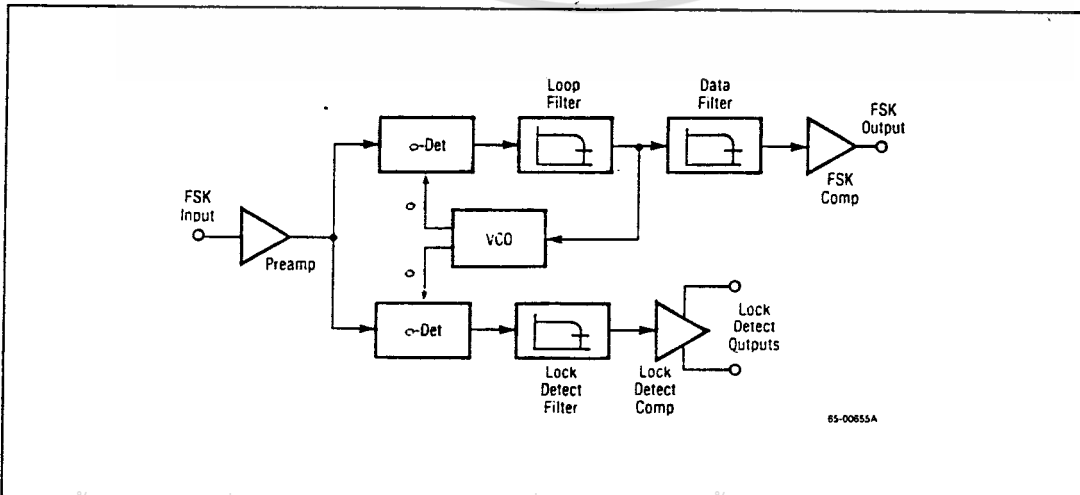 Loop
Filter
Data
Filter
FSK
Output
ο-Det
FSK
Comp
FSK
Input
Preamp
VCO
ο-Det
Lock
Detect
Filter
Lock
Detect
Comp
Lock
Detect
Qutputs
65-00655A